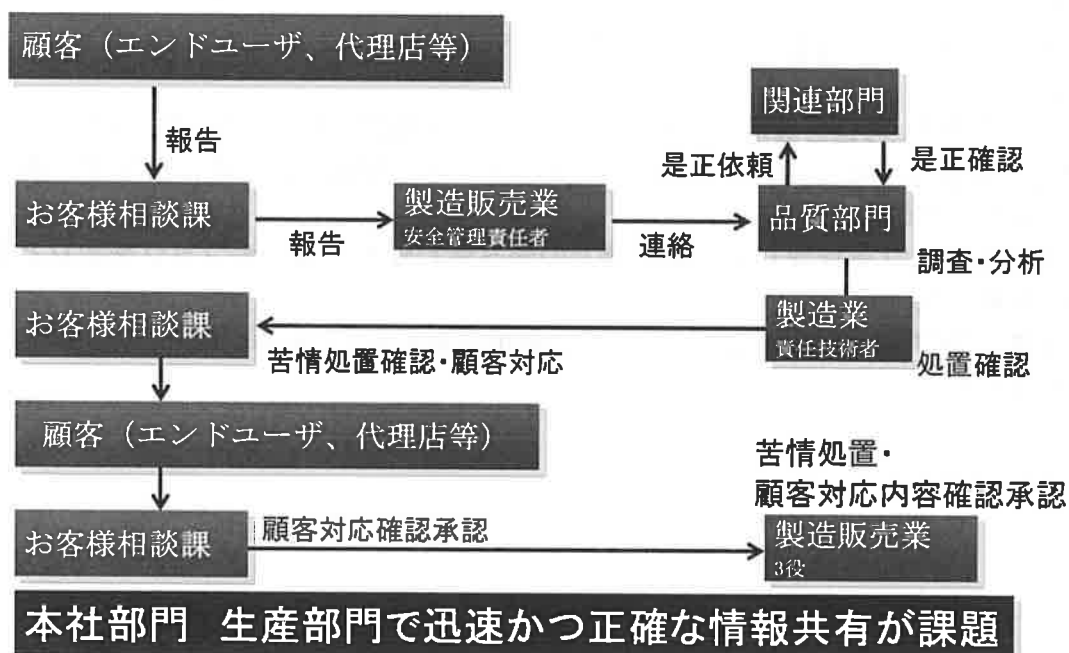 顧客（エンドユーザ、代理店等）
報告
関連部門
是正依頼
是正確認
お客様相談課
報告
製造販売業
安全管理責任者
連絡
品質部門
調査・分析
お客様相談課
苦情処置確認・顧客対応
製造業
責任技術者
処置確認
顧客（エンドユーザ、代理店等）
苦情処置・
顧客対応内容確認承認
お客様相談課
顧客対応確認承認
製造販売業
3役
本社部門 生産部門で迅速かつ正確な情報共有が課題